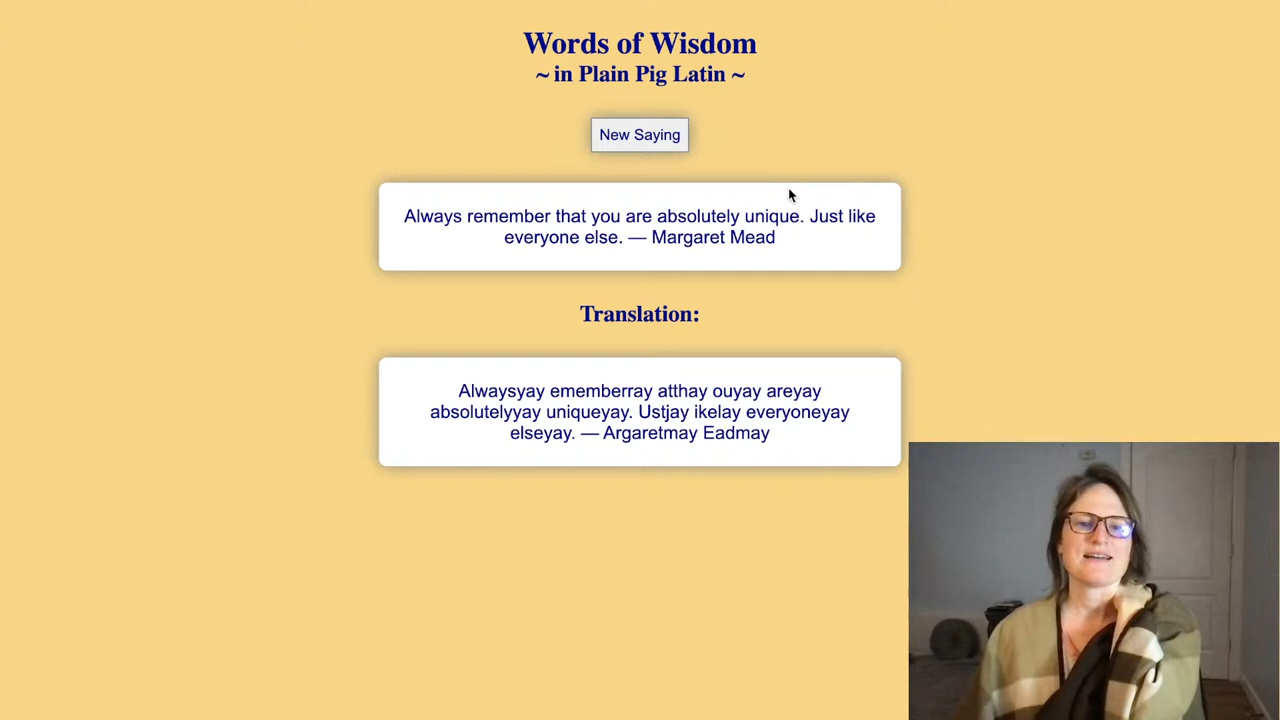 Words of Wisdom
~ in Plain Pig Latin ~
New Saying
Always remember that you are absolutely unique. Just like
everyone else. — Margaret Mead
Translation:
Alwaysyay ememberray atthay ouyay areyay
absolutelyyay uniqueyay. Ustjay ikelay everyoneyay
elseyay. — Argaretmay Eadmay